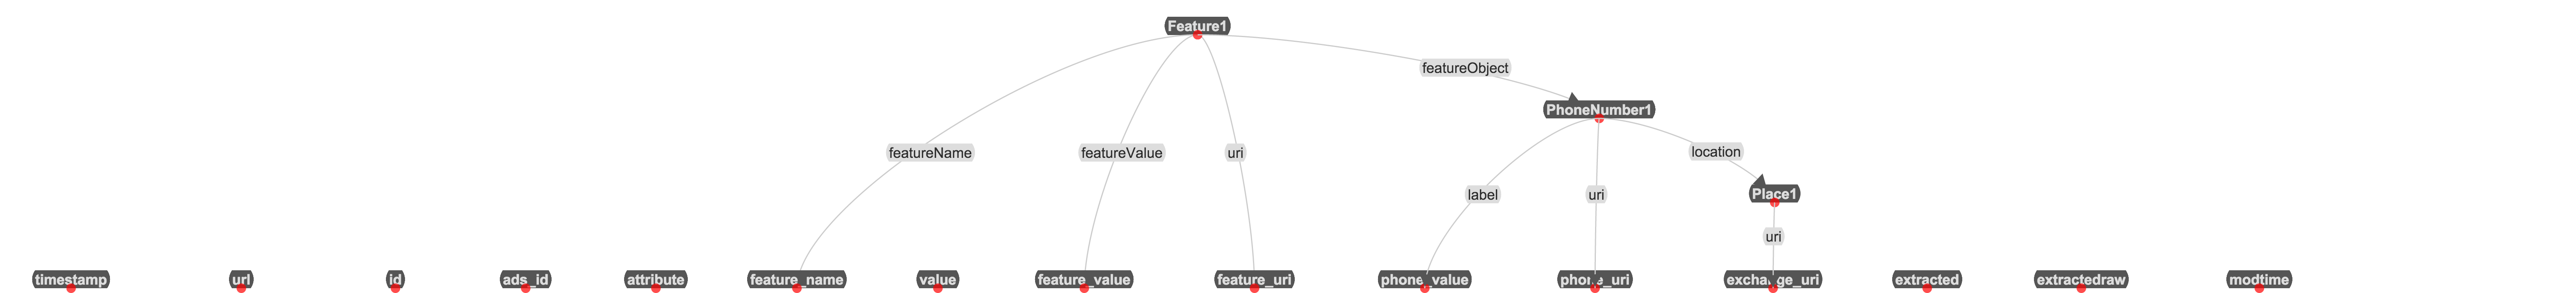 Feature1
featureObject
PhoneNumber1
featureName
featureValue
uri
location
label
uri
Place1
uri
timestamp
url
id
ads_id
attribute
feature_name
value
feature_value
feature_uri
phone_value
phone_uri
exchange_uri
extracted
extractedraw
modtime